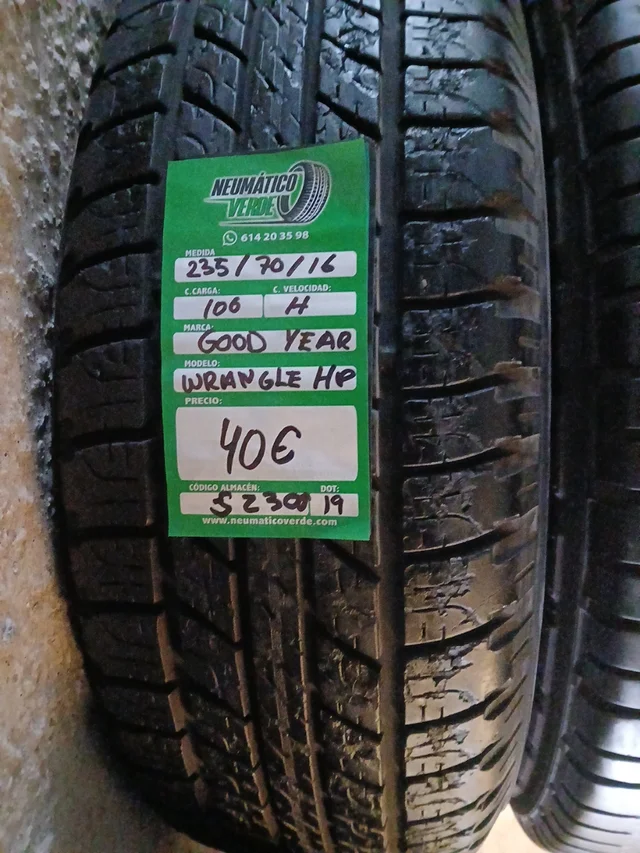 NEUMÁTICO
VERDE
614 20 35 98
MEDIDA
235/70/16
C.CARGA: C. VELOCIDAD:
106 H
MARCA:
GOOD YEAR
MODELO:
WRANGLE HP
PRECIO:
40€
CÓDIGO ALMACÉN: DOT:
S2300 19
www.neumaticoverde.com